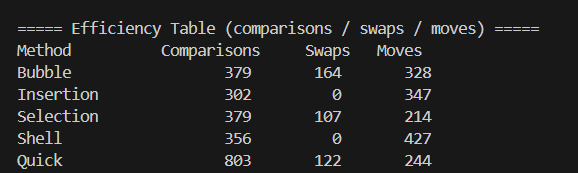 ===== Efficiency Table (comparisons / swaps / moves) =====
Method Comparisons Swaps Moves
Bubble 379 164 328
Insertion 302 0 347
Selection 379 107 214
Shell 356 0 427
Quick 803 122 244